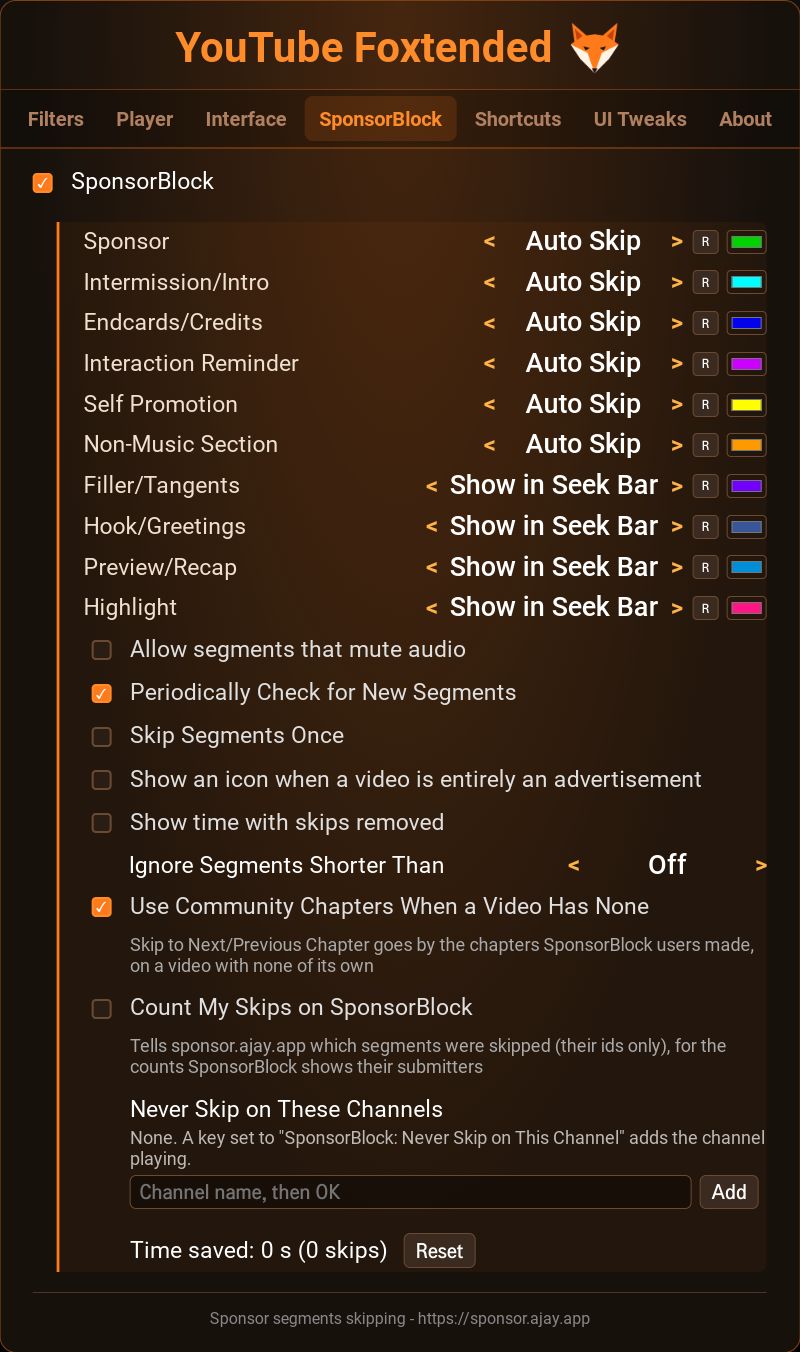 YouTube Foxtended
Filters Player Interface SponsorBlock Shortcuts UI Tweaks About
SponsorBlock
Sponsor < Auto Skip > R
Intermission/Intro < Auto Skip > R
Endcards/Credits < Auto Skip > R
Interaction Reminder < Auto Skip > R
Self Promotion < Auto Skip > R
Non-Music Section < Auto Skip > R
Filler/Tangents < Show in Seek Bar > R
Hook/Greetings < Show in Seek Bar > R
Preview/Recap < Show in Seek Bar > R
Highlight < Show in Seek Bar > R
Allow segments that mute audio
Periodically Check for New Segments
Skip Segments Once
Show an icon when a video is entirely an advertisement
Show time with skips removed
Ignore Segments Shorter Than < Off >
Use Community Chapters When a Video Has None
Skip to Next/Previous Chapter goes by the chapters SponsorBlock users made,
on a video with none of its own
Count My Skips on SponsorBlock
Tells sponsor.ajay.app which segments were skipped (their ids only), for the
counts SponsorBlock shows their submitters
Never Skip on These Channels
None. A key set to "SponsorBlock: Never Skip on This Channel" adds the channel
playing.
Channel name, then OK Add
Time saved: 0 s (0 skips) Reset
Sponsor segments skipping - https://sponsor.ajay.app